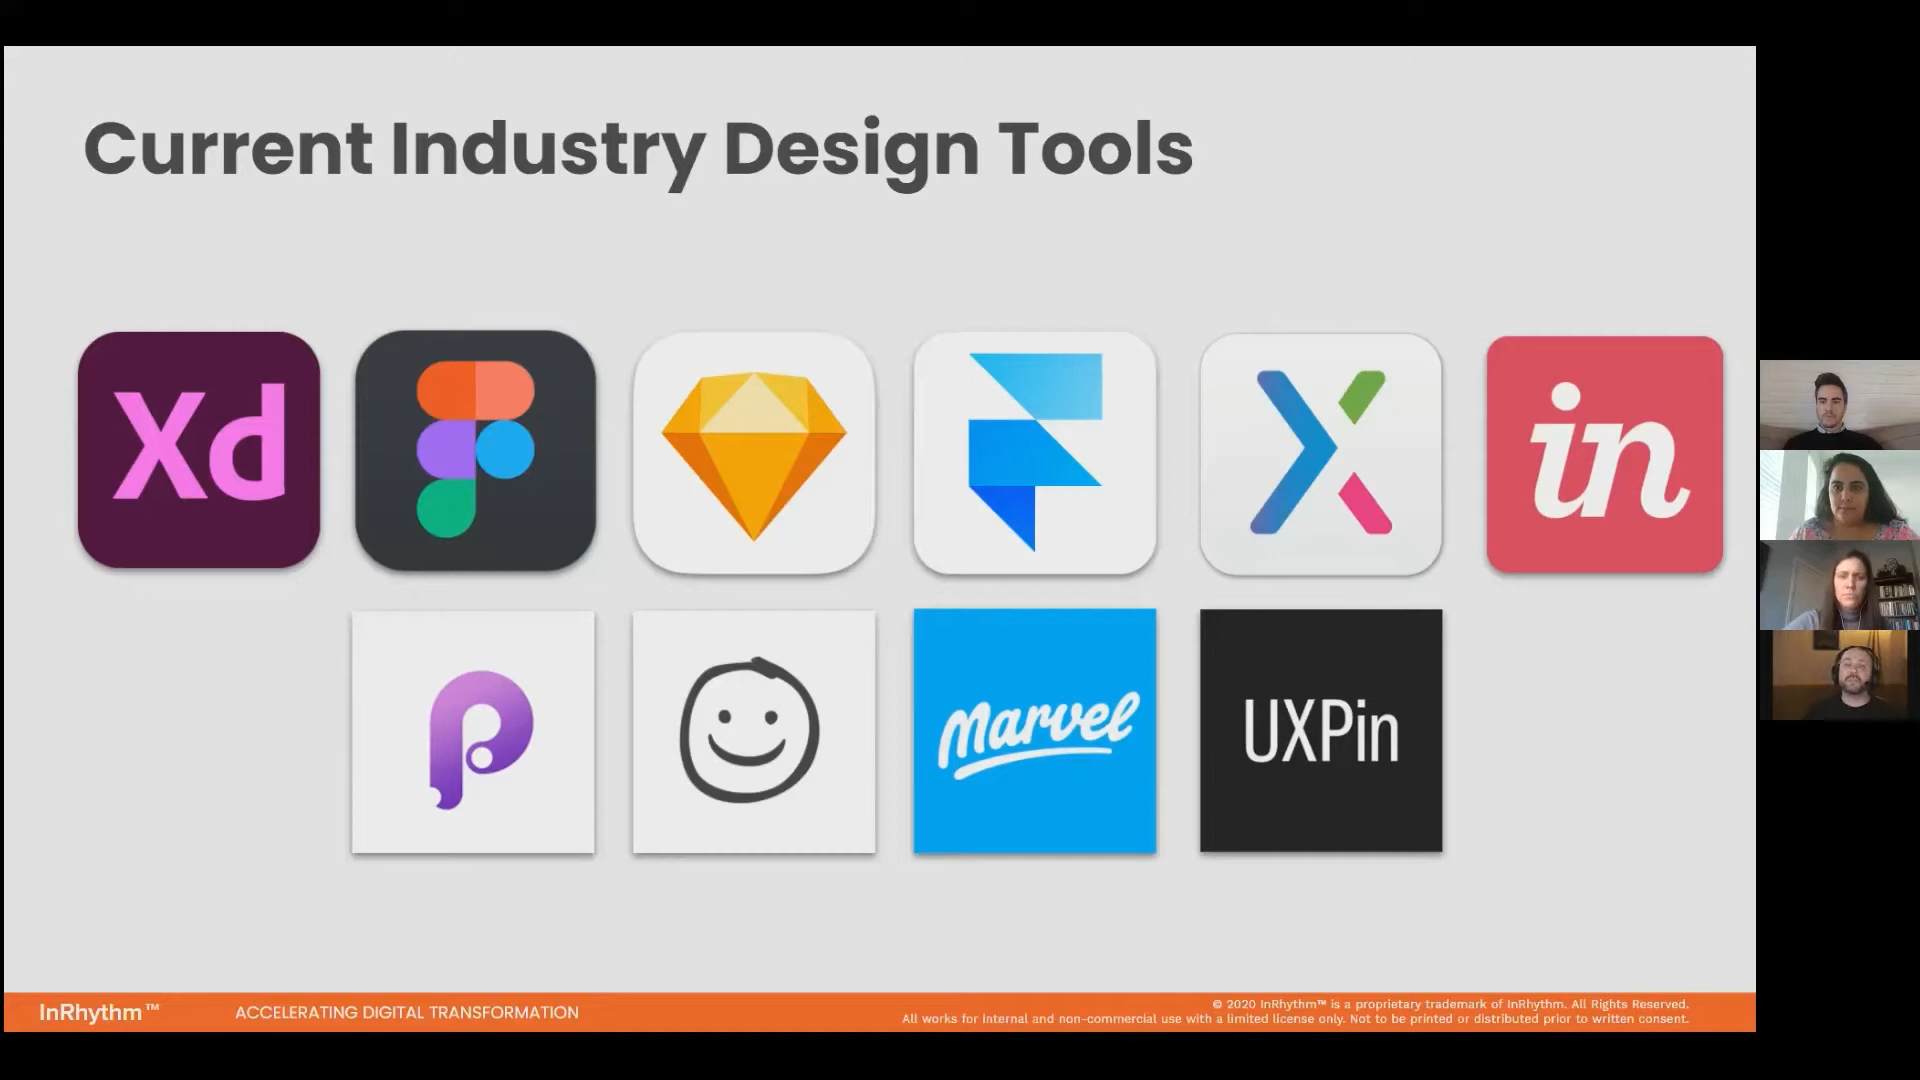 Current Industry Design Tools
Xd
in
Marvel
UXPin
InRhythm™
ACCELERATING DIGITAL TRANSFORMATION
© 2020 InRhythm™ is a proprietary trademark of InRhythm. All Rights Reserved.
All works for internal and non-commercial use with a limited license only. Not to be printed or distributed prior to written consent.